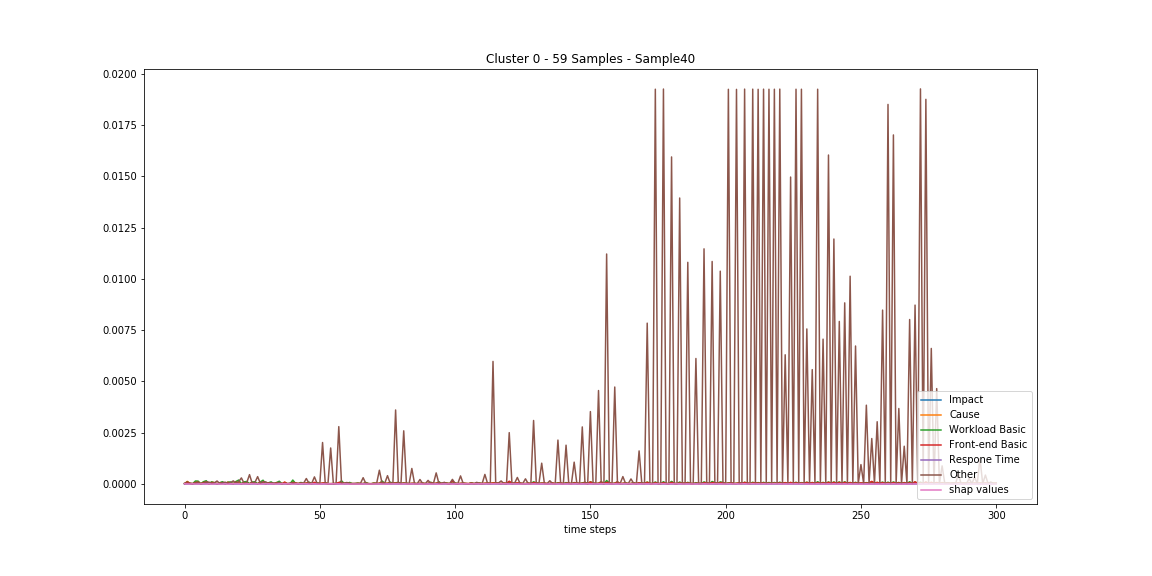 Cluster 0 - 59 Samples - Sample40
0.0200
0.0175
0.0150
0.0125
0.0100
0.0075
0.0050
0.0025
0.0000
Impact
Cause
Workload Basic
Front-end Basic
Respone Time
Other
shap values
0 50 100 150 200 250 300
time steps